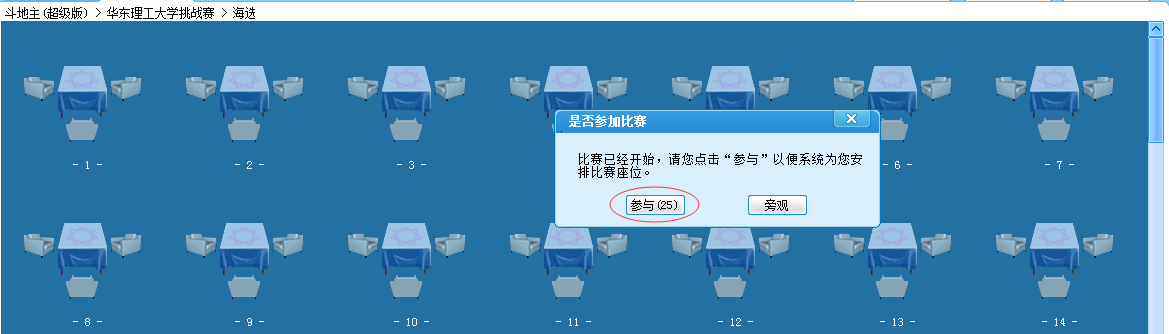 斗地主(超级版) > 华东理工大学挑战赛 > 海选
是否参加比赛
比赛已经开始，请您点击“参与”以便系统为您安
排比赛座位。
参与(25)
旁观
- 1 -
- 2 -
- 3 -
- 6 -
- 7 -
- 8 -
- 9 -
- 10 -
- 11 -
- 12 -
- 13 -
- 14 -